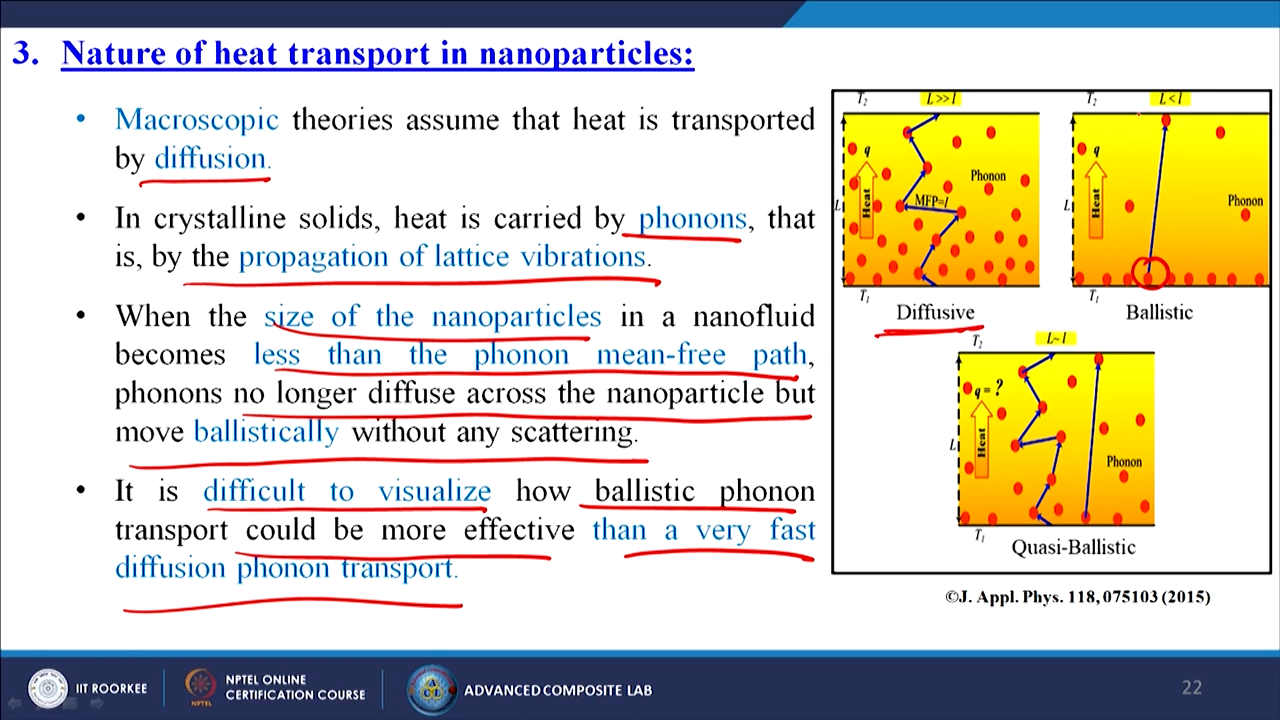 3. Nature of heat transport in nanoparticles:
• Macroscopic theories assume that heat is transported
by diffusion.
• In crystalline solids, heat is carried by phonons, that
is, by the propagation of lattice vibrations.
• When the size of the nanoparticles in a nanofluid
becomes less than the phonon mean-free path,
phonons no longer diffuse across the nanoparticle but
move ballistically without any scattering.
• It is difficult to visualize how ballistic phonon
transport could be more effective than a very fast
diffusion phonon transport.
T2 L>>l
q
Phonon
MFP=l
L
Heat
T1
Diffusive
T2 L<l
q
Phonon
L
Heat
T1
Ballistic
T2 L~l
q = ?
L
Heat
Phonon
T1
Quasi-Ballistic
©J. Appl. Phys. 118, 075103 (2015)
IIT ROORKEE
NPTEL
NPTEL ONLINE
CERTIFICATION COURSE
ACL
ADVANCED COMPOSITE LAB
22